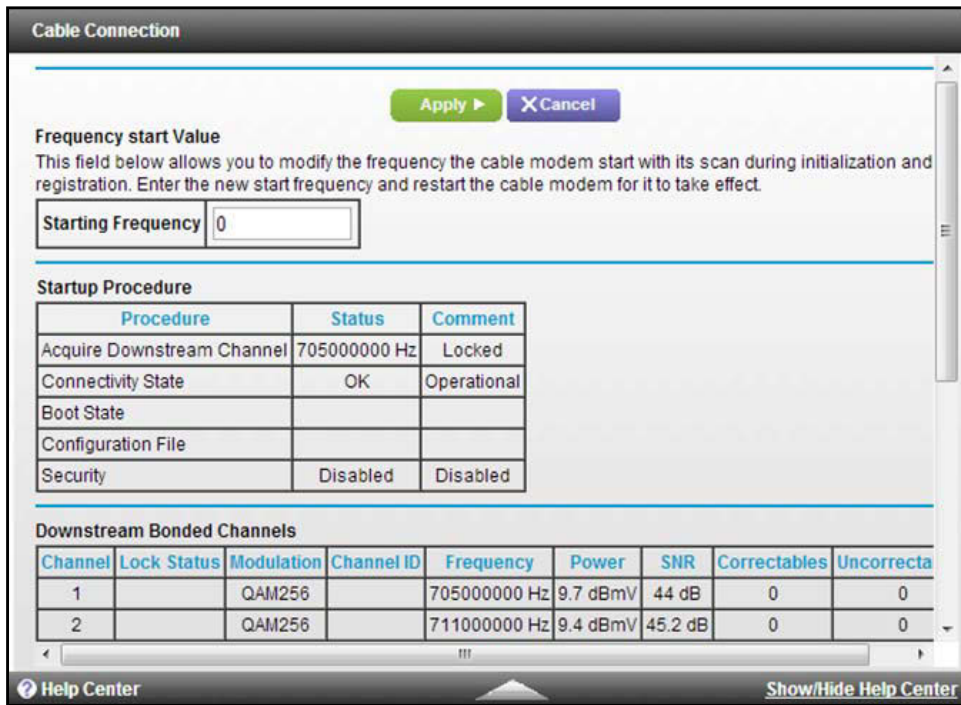 Cable Connection
Apply
Cancel
Frequency start Value
This field below allows you to modify the frequency the cable modem start with its scan during initialization and
registration. Enter the new start frequency and restart the cable modem for it to take effect.
Starting Frequency 0
Startup Procedure
Procedure Status Comment
Acquire Downstream Channel 705000000 Hz Locked
Connectivity State OK Operational
Boot State
Configuration File
Security Disabled Disabled
Downstream Bonded Channels
Channel Lock Status Modulation Channel ID Frequency Power SNR Correctables Uncorrecta
1 QAM256 705000000 Hz 9.7 dBmV 44 dB 0 0
2 QAM256 711000000 Hz 9.4 dBmV 45.2 dB 0 0
Help Center Show/Hide Help Center